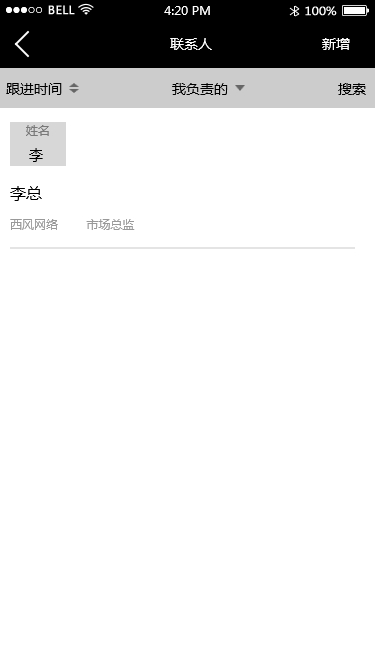 BELL 4:20 PM 100%
联系人 新增
跟进时间 我负责的 搜索
姓名
李
李总
西风网络 市场总监